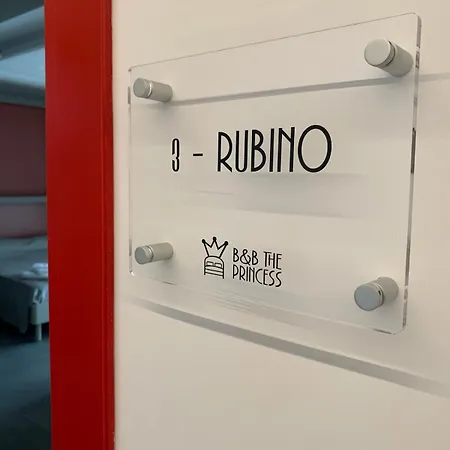 3 - RUBINO
B&B THE
PRINCESS